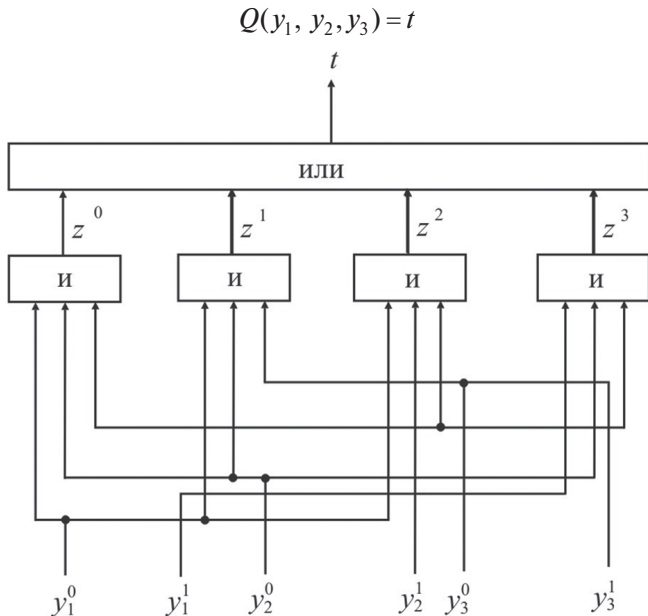 Q(y₁, y₂, y₃) = t
t
или
z⁰ z¹ z² z³
и и и и
y₁⁰ y₁¹ y₂⁰ y₂¹ y₃⁰ y₃¹